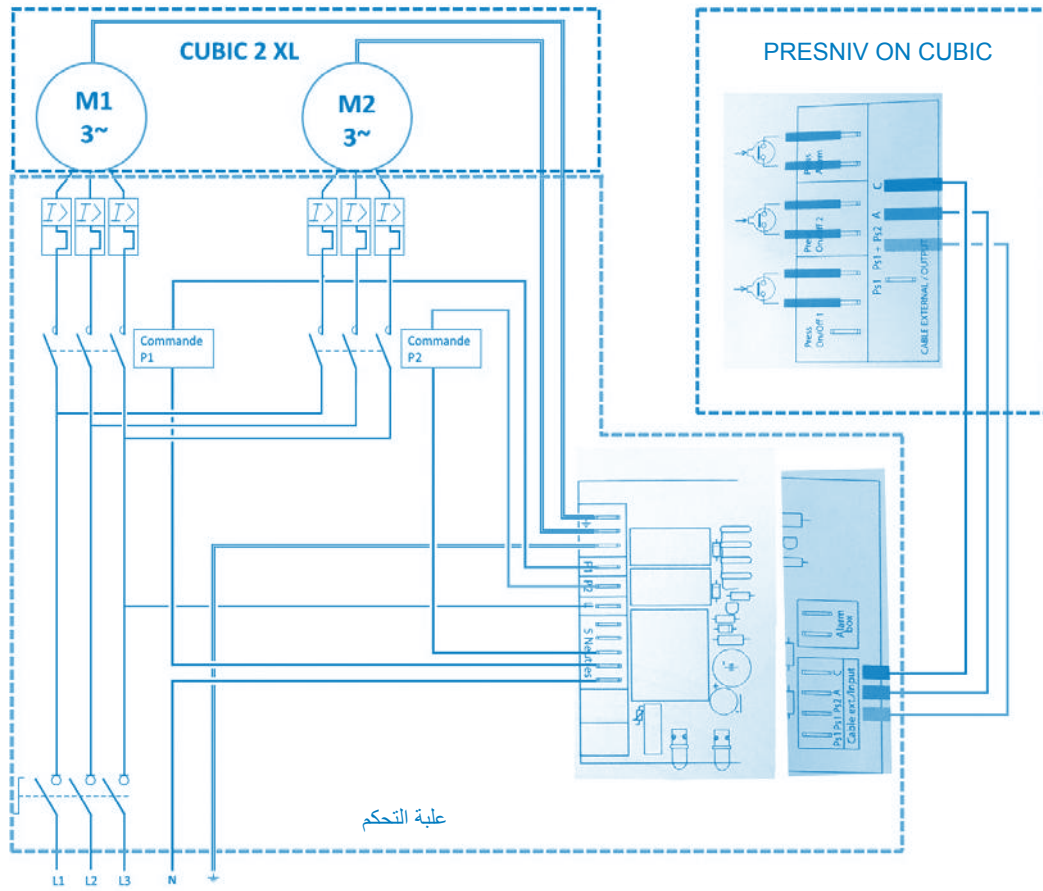 CUBIC 2 XL
M1
3~
M2
3~
PRESNIV ON CUBIC
Press
Alarm
Press
On/Off 2
Press
On/Off 1
C
A
Ps1 + Ps2
Ps1
CABLE EXTERNAL / OUTPUT
I>
I>
I>
I>
I>
I>
Commande
P1
Commande
P2
P1
P2
L
5 Neutres
Alarm
box
C
A
Ps2
Ps1
Ps1
Cable ext/Input
علبة التحكم
L1
L2
L3
N